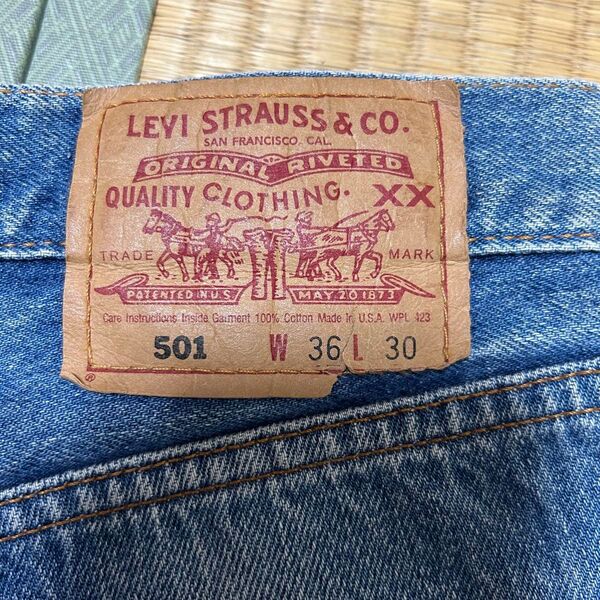 LEVI STRAUSS & CO.
SAN FRANCISCO, CAL.
ORIGINAL RIVETED
QUALITY CLOTHING. XX
TRADE MARK
PATENTED IN U.S. MAY 20 1873
Care Instructions Inside Garment 100% Cotton Made In U.S.A. WPL 423
501 W 36 L 30
®